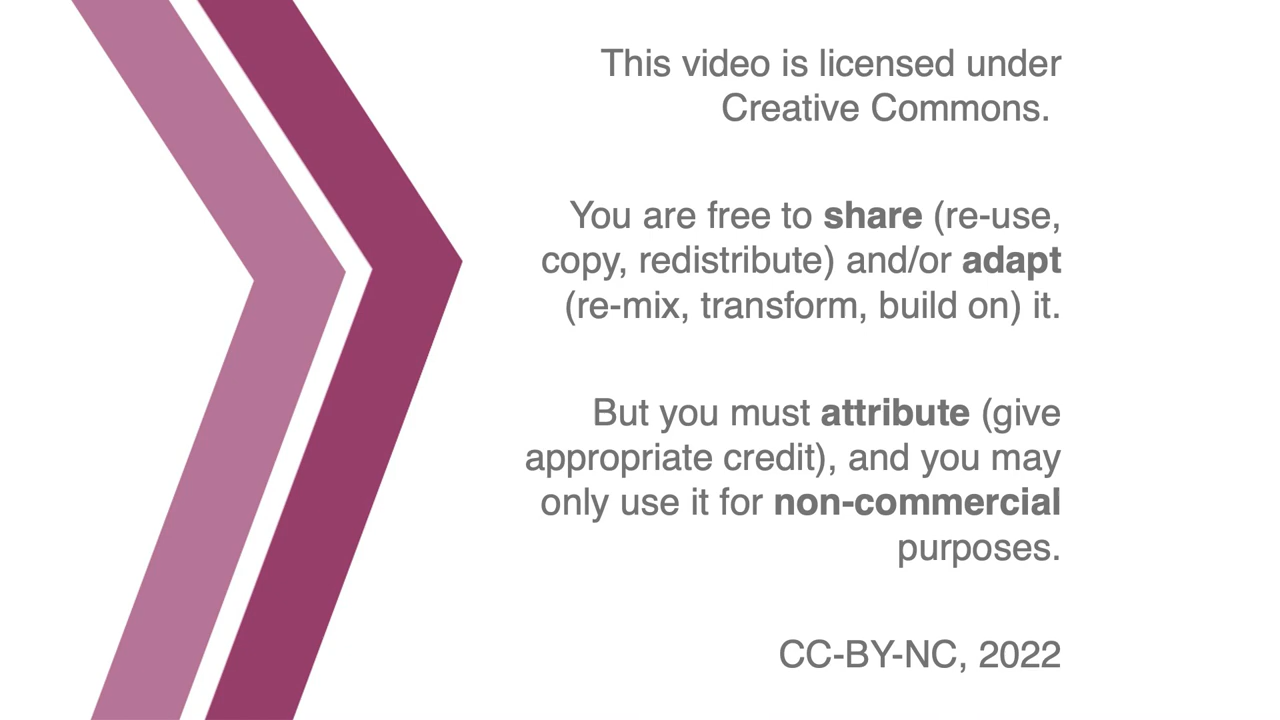 This video is licensed under
Creative Commons.
You are free to share (re-use,
copy, redistribute) and/or adapt
(re-mix, transform, build on) it.
But you must attribute (give
appropriate credit), and you may
only use it for non-commercial
purposes.
CC-BY-NC, 2022